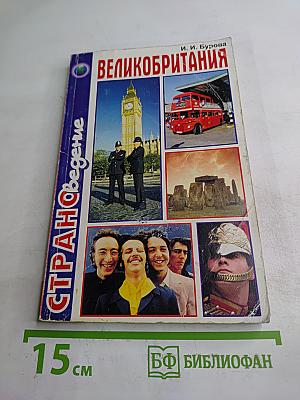 И. И. Бурова
ВЕЛИКОБРИТАНИЯ
СТРАНОведение
15 см
БФ БИБЛИОФАН